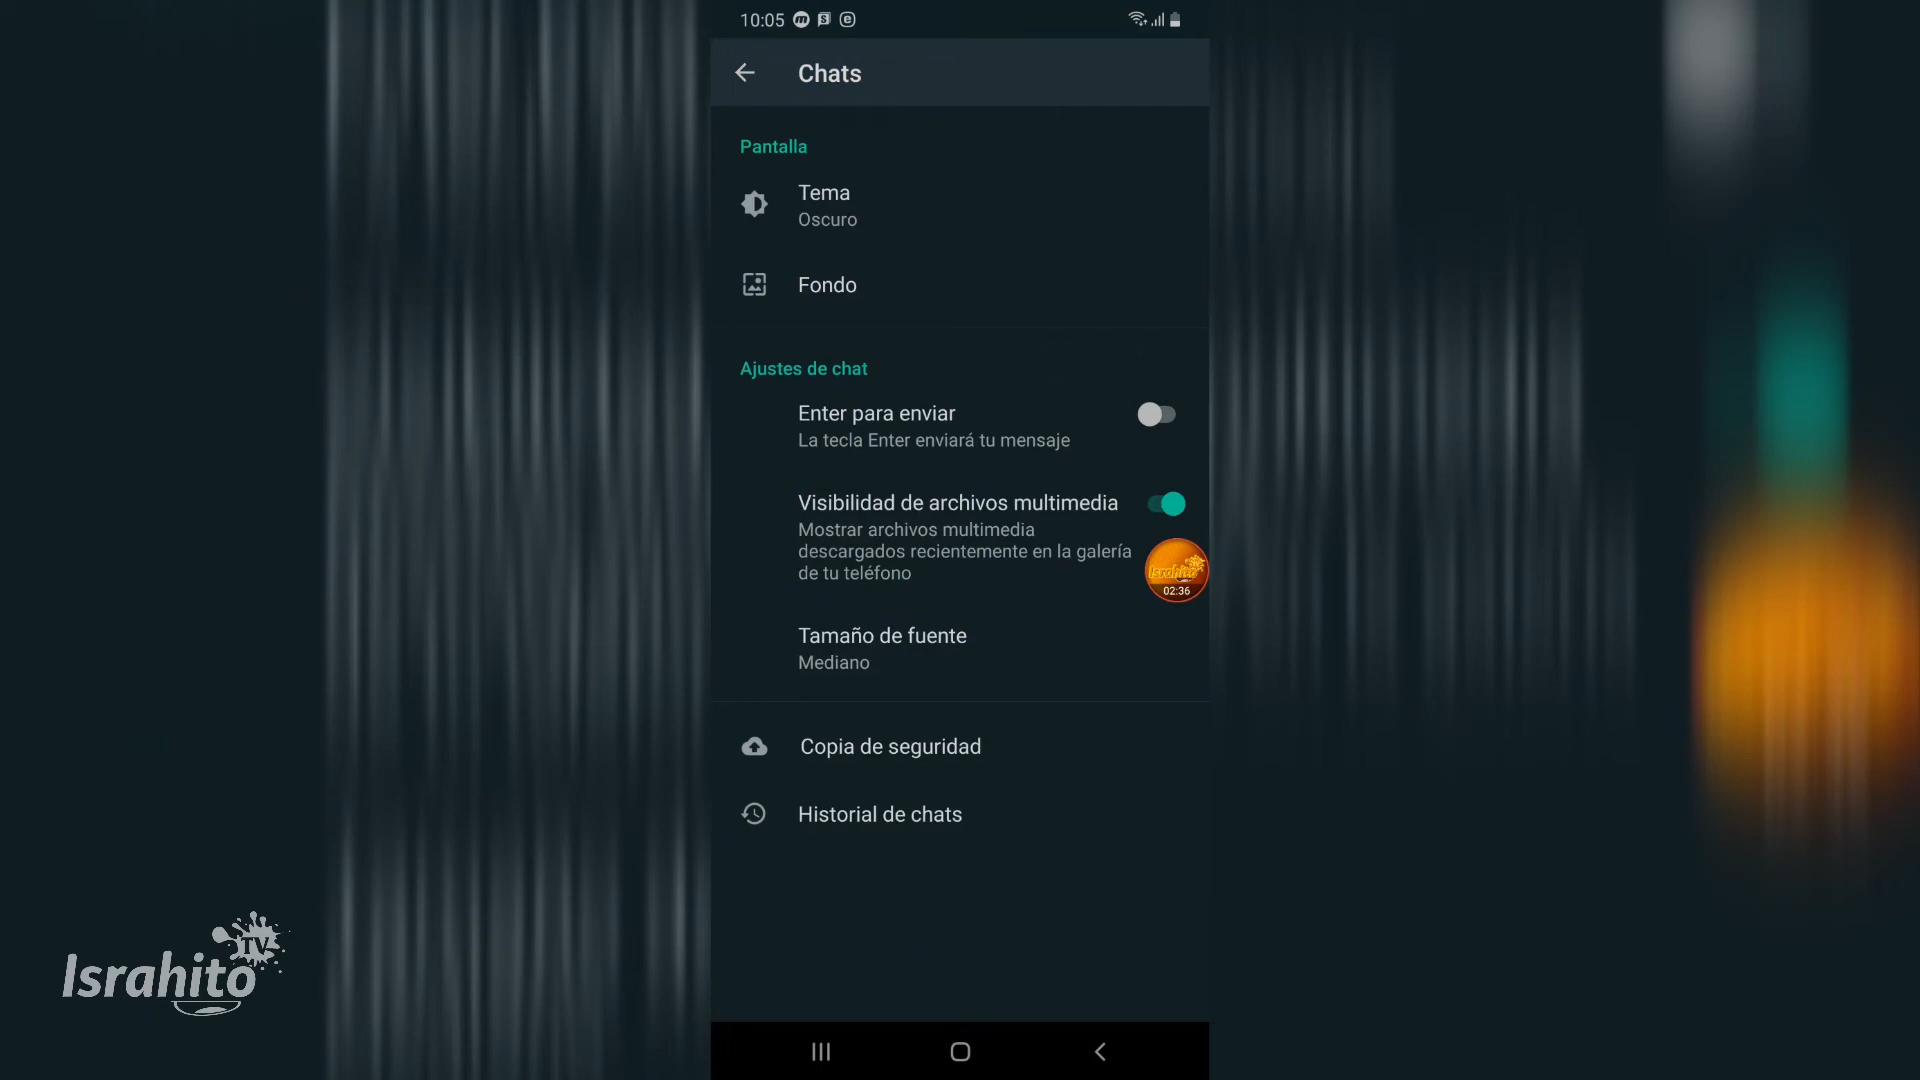 10:05
Chats
Pantalla
Tema
Oscuro
Fondo
Ajustes de chat
Enter para enviar
La tecla Enter enviará tu mensaje
Visibilidad de archivos multimedia
Mostrar archivos multimedia
descargados recientemente en la galería
de tu teléfono
Israhito
02:36
Tamaño de fuente
Mediano
Copia de seguridad
Historial de chats
Israhito TV